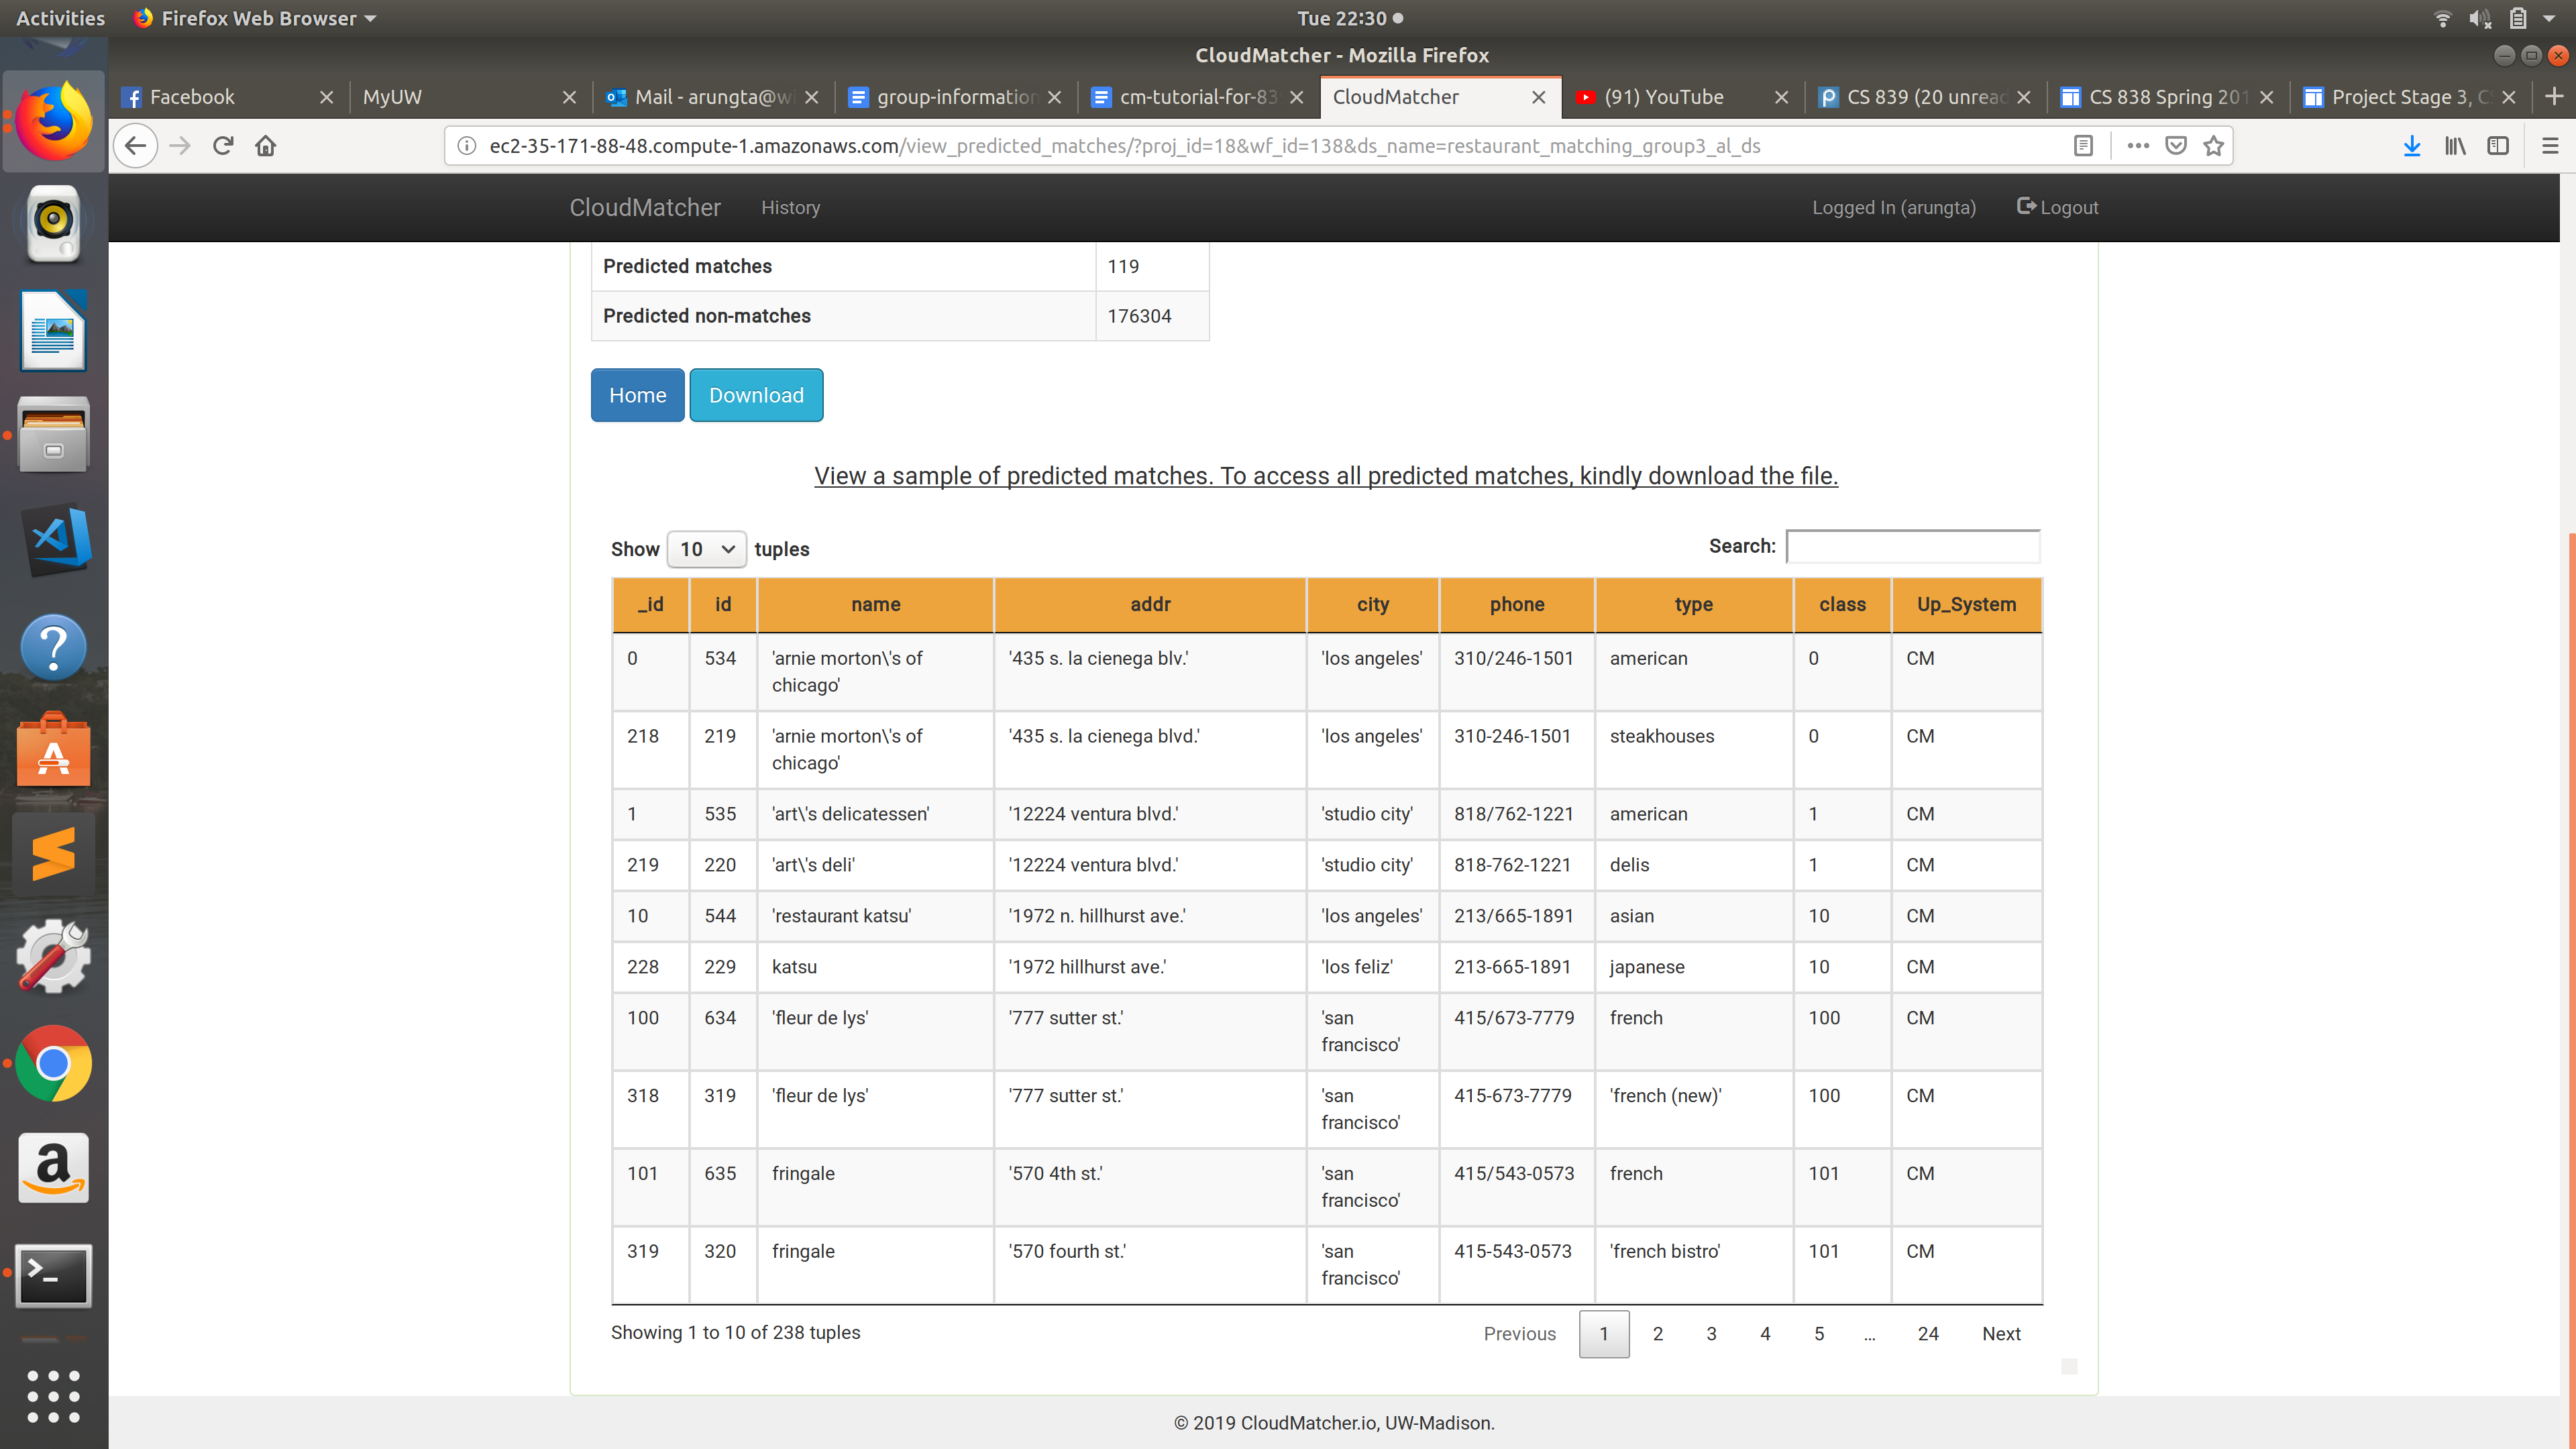 Activities Firefox Web Browser Tue 22:30
CloudMatcher - Mozilla Firefox
Facebook MyUW Mail - arungta@wi group-information cm-tutorial-for-83 CloudMatcher (91) YouTube CS 839 (20 unread CS 838 Spring 201 Project Stage 3, CS
ec2-35-171-88-48.compute-1.amazonaws.com/view_predicted_matches/?proj_id=18&wf_id=138&ds_name=restaurant_matching_group3_al_ds
CloudMatcher History Logged In (arungta) Logout
Predicted matches 119
Predicted non-matches 176304
Home Download
View a sample of predicted matches. To access all predicted matches, kindly download the file.
Show 10 tuples Search:
_id id name addr city phone type class Up_System
0 534 'arnie morton\'s of chicago' '435 s. la cienega blv.' 'los angeles' 310/246-1501 american 0 CM
218 219 'arnie morton\'s of chicago' '435 s. la cienega blvd.' 'los angeles' 310-246-1501 steakhouses 0 CM
1 535 'art\'s delicatessen' '12224 ventura blvd.' 'studio city' 818/762-1221 american 1 CM
219 220 'art\'s deli' '12224 ventura blvd.' 'studio city' 818-762-1221 delis 1 CM
10 544 'restaurant katsu' '1972 n. hillhurst ave.' 'los angeles' 213/665-1891 asian 10 CM
228 229 katsu '1972 hillhurst ave.' 'los feliz' 213-665-1891 japanese 10 CM
100 634 'fleur de lys' '777 sutter st.' 'san francisco' 415/673-7779 french 100 CM
318 319 'fleur de lys' '777 sutter st.' 'san francisco' 415-673-7779 'french (new)' 100 CM
101 635 fringale '570 4th st.' 'san francisco' 415/543-0573 french 101 CM
319 320 fringale '570 fourth st.' 'san francisco' 415-543-0573 'french bistro' 101 CM
Showing 1 to 10 of 238 tuples Previous 1 2 3 4 5 … 24 Next
© 2019 CloudMatcher.io, UW-Madison.